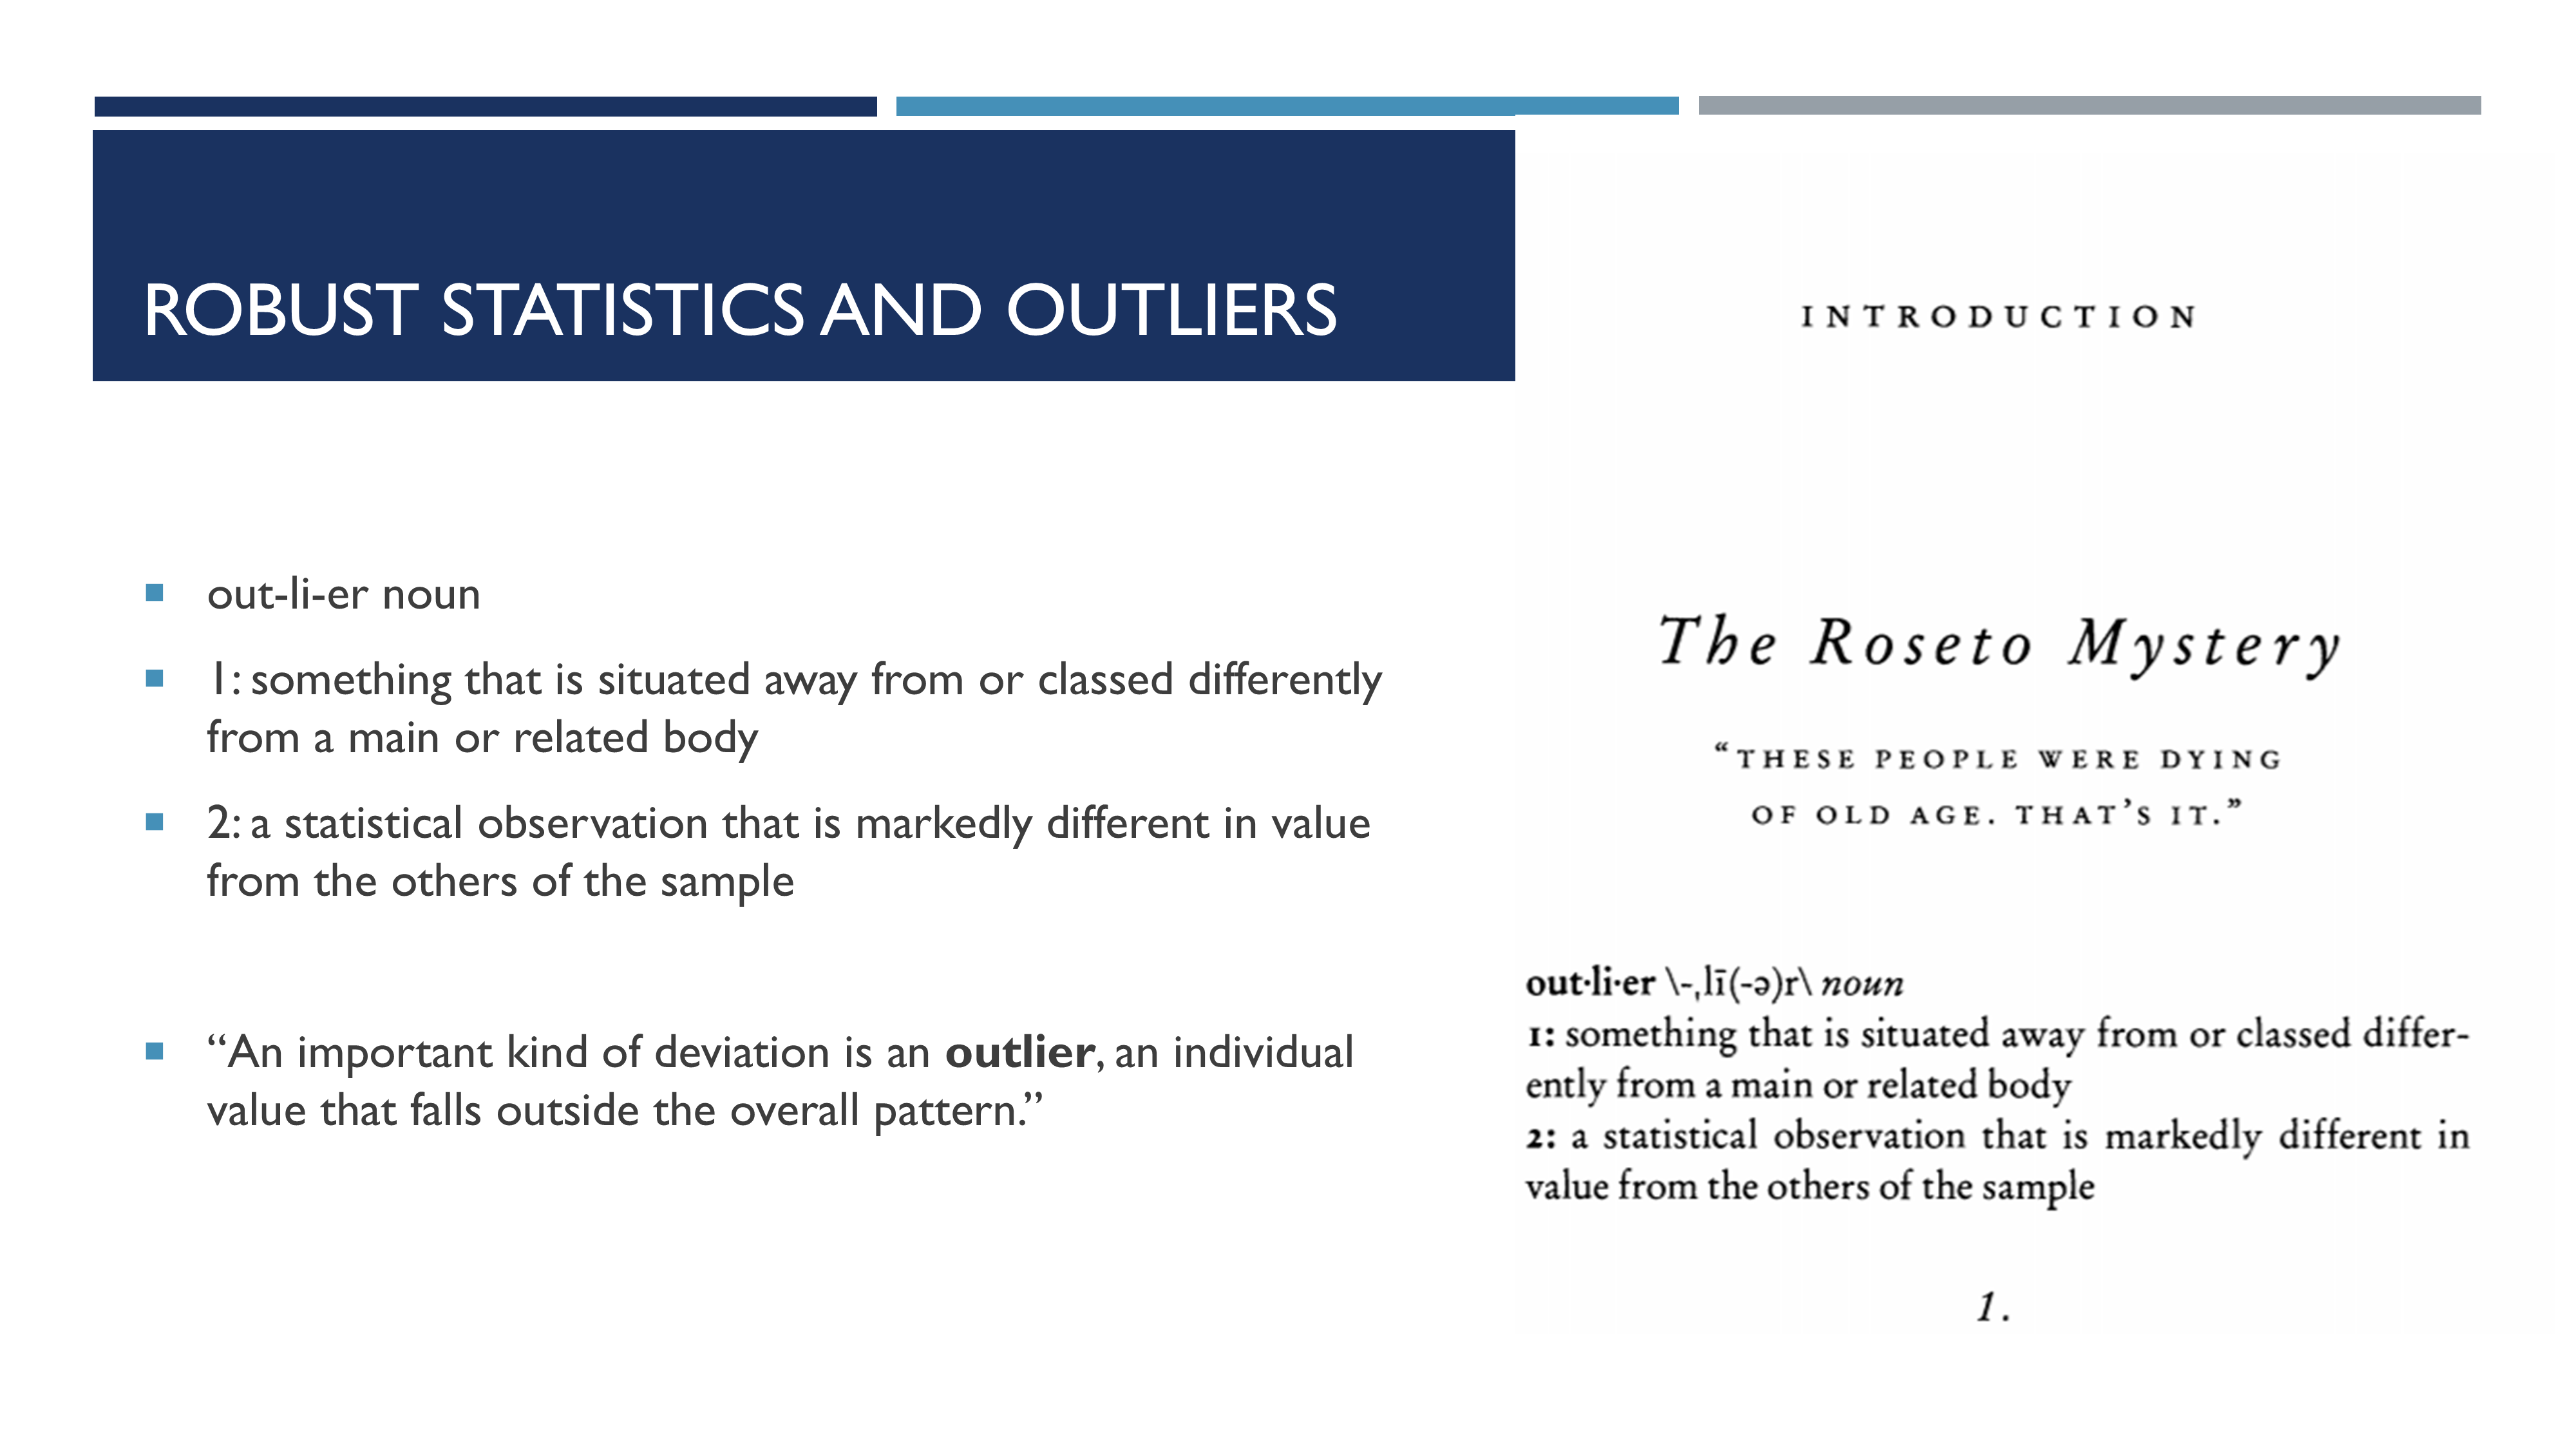 ROBUST STATISTICS AND OUTLIERS
out-li-er noun
1: something that is situated away from or classed differently
from a main or related body
2: a statistical observation that is markedly different in value
from the others of the sample
“An important kind of deviation is an outlier, an individual
value that falls outside the overall pattern.”
INTRODUCTION
The Roseto Mystery
“THESE PEOPLE WERE DYING
OF OLD AGE. THAT’S IT.”
out·li·er \-ˌlī(-ə)r\ noun
1: something that is situated away from or classed differ-
ently from a main or related body
2: a statistical observation that is markedly different in
value from the others of the sample
1.